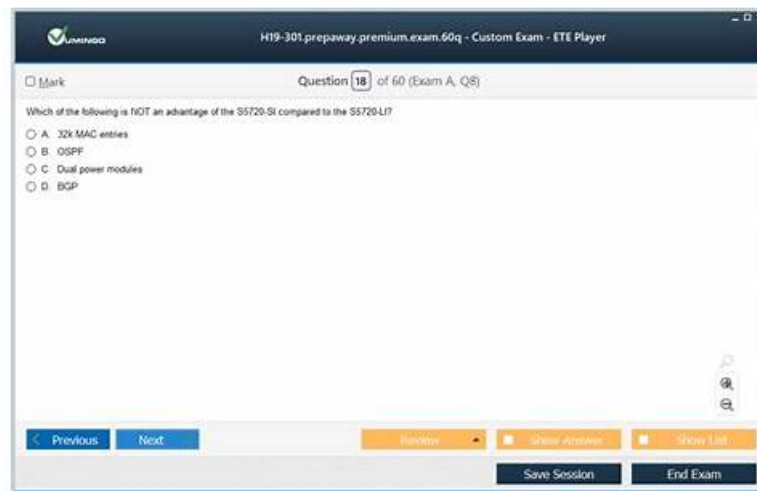 VUMINGO
H19-301.prepaway.premium.exam.60q - Custom Exam - ETE Player
Mark
Question 18 of 60 (Exam A, Q8)
Which of the following is NOT an advantage of the S5720-SI compared to the S5720-LI?
A. 32k MAC entries
B. OSPF
C. Dual power modules
D. BGP
Previous
Next
Review
Show Answer
Show List
Save Session
End Exam